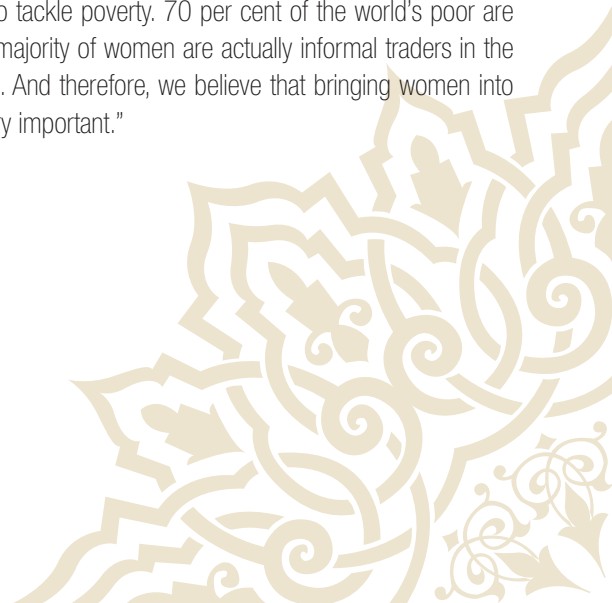 o tackle poverty. 70 per cent of the world’s poor are
majority of women are actually informal traders in the
. And therefore, we believe that bringing women into
y important.”